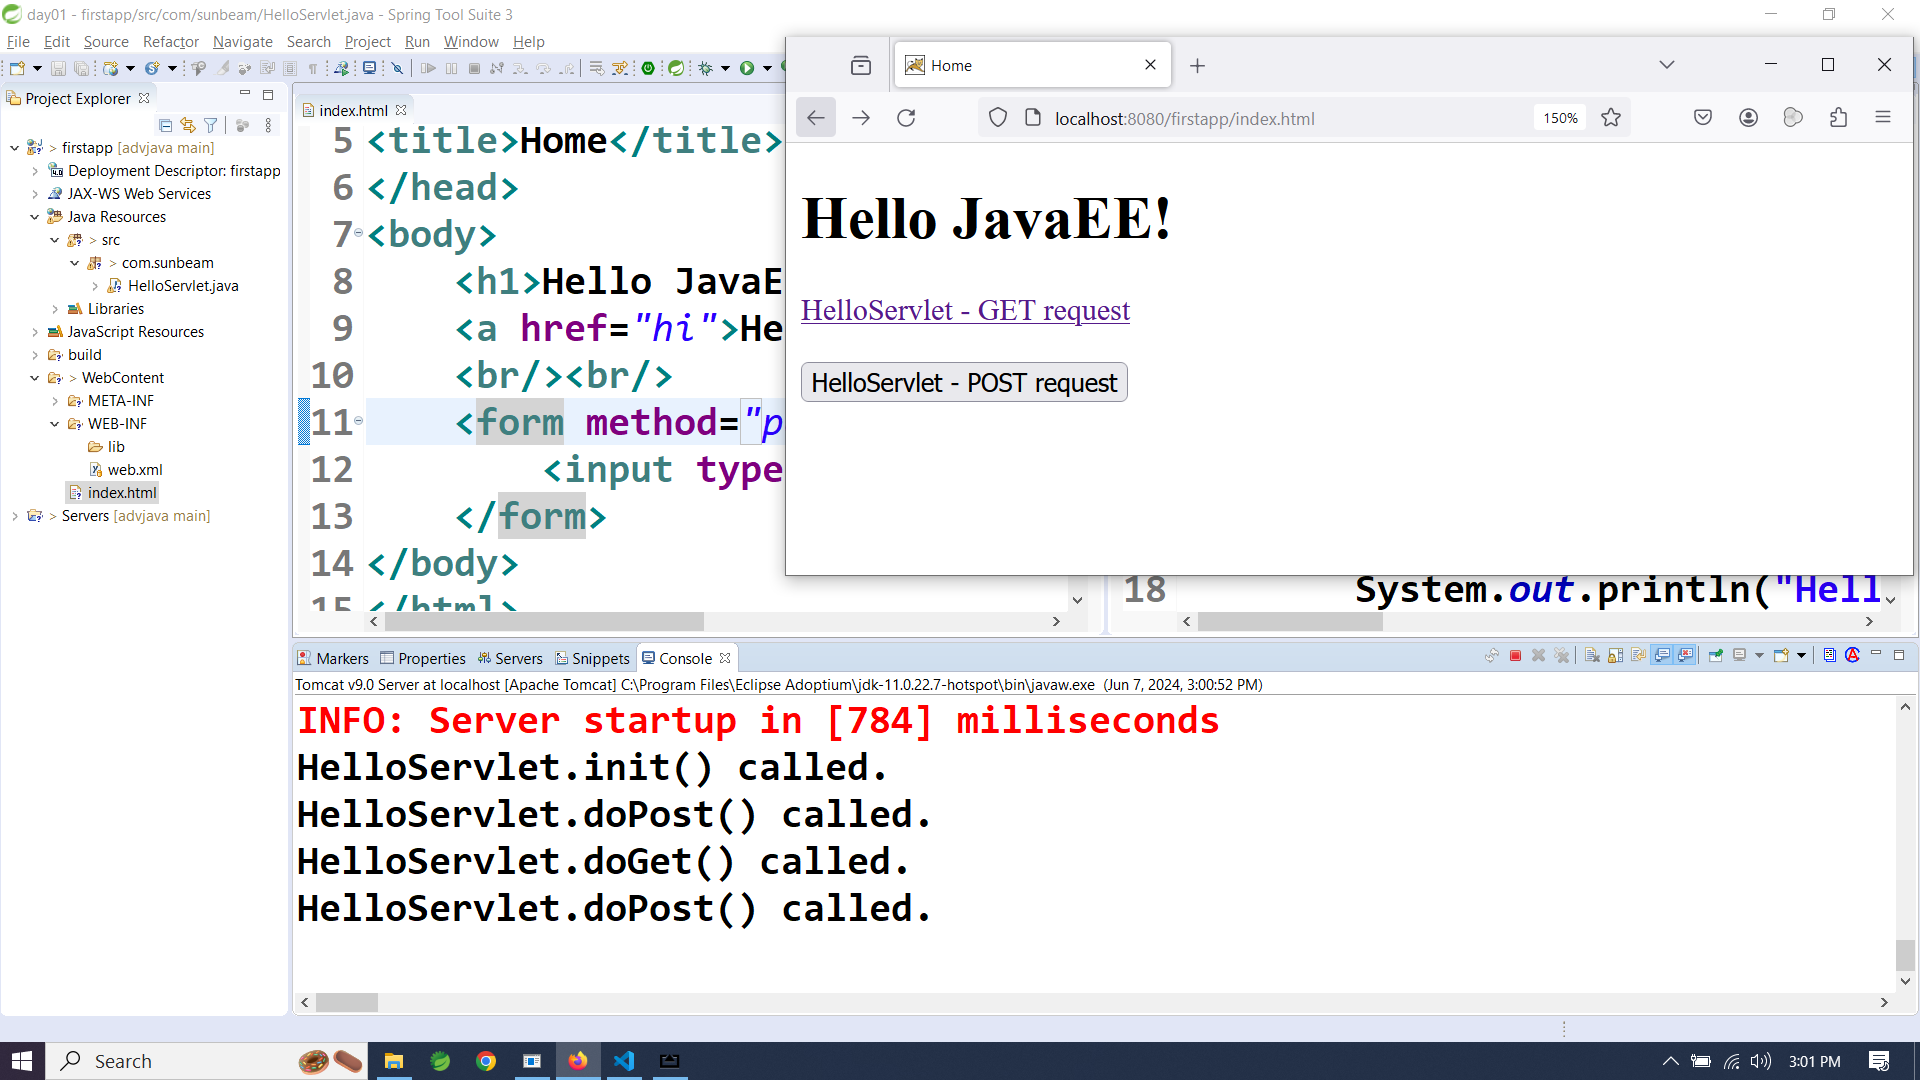 day01 - firstapp/src/com/sunbeam/HelloServlet.java - Spring Tool Suite 3
File Edit Source Refactor Navigate Search Project Run Window Help
Project Explorer
firstapp [advjava main]
Deployment Descriptor: firstapp
JAX-WS Web Services
Java Resources
src
com.sunbeam
HelloServlet.java
Libraries
JavaScript Resources
build
WebContent
META-INF
WEB-INF
lib
web.xml
index.html
Servers [advjava main]
index.html
5 <title>Home</title>
6 </head>
7 <body>
8 <h1>Hello JavaE
9 <a href="hi">He
10 <br/><br/>
11 <form method="p
12 <input type
13 </form>
14 </body>
15 </html>
Home
localhost:8080/firstapp/index.html
150%
Hello JavaEE!
HelloServlet - GET request
HelloServlet - POST request
18 System.out.println("Hell
Markers Properties Servers Snippets Console
Tomcat v9.0 Server at localhost [Apache Tomcat] C:\Program Files\Eclipse Adoptium\jdk-11.0.22.7-hotspot\bin\javaw.exe (Jun 7, 2024, 3:00:52 PM)
INFO: Server startup in [784] milliseconds
HelloServlet.init() called.
HelloServlet.doPost() called.
HelloServlet.doGet() called.
HelloServlet.doPost() called.
Search
3:01 PM